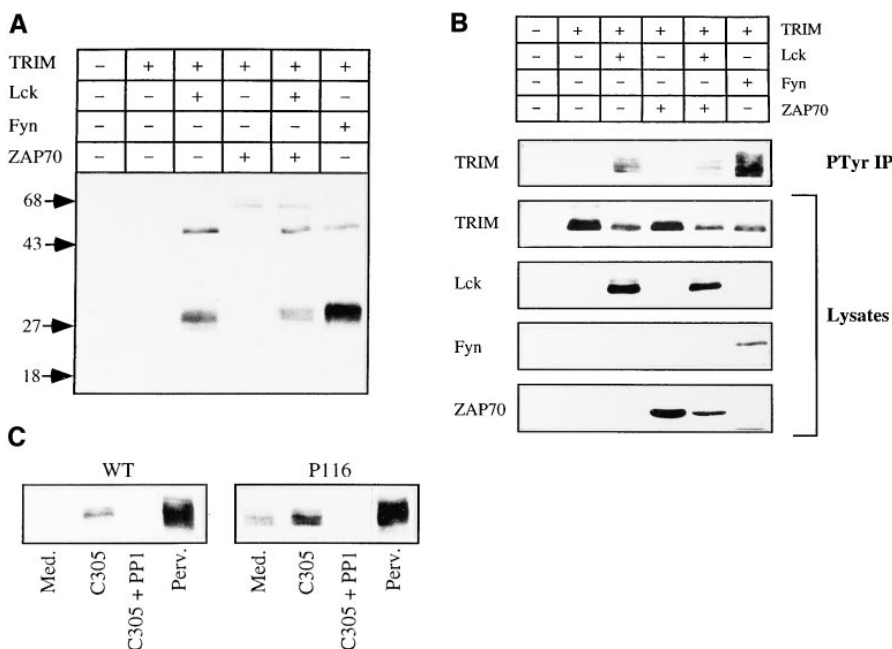 A
TRIM – + + + + +
Lck – – + – + –
Fyn – – – – – +
ZAP70 – – – + + –
68
43
27
18
B
– + + + + + TRIM
– – + – + – Lck
– – – – – + Fyn
– – – + + – ZAP70
TRIM PTyr IP
TRIM
Lck
Lysates
Fyn
ZAP70
C
WT P116
Med. C305 C305 + PP1 Perv. Med. C305 C305 + PP1 Perv.